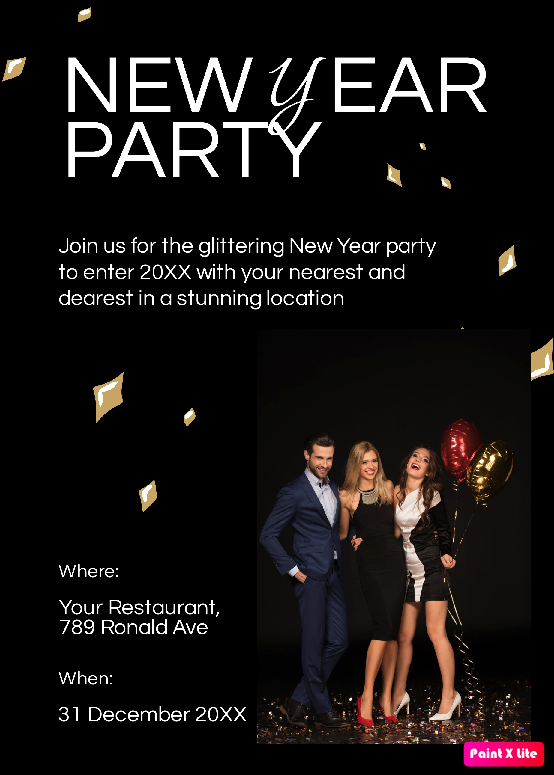 NEW YEAR
PARTY
Join us for the glittering New Year party
to enter 20XX with your nearest and
dearest in a stunning location
Where:
Your Restaurant,
789 Ronald Ave
When:
31 December 20XX
Paint X Lite